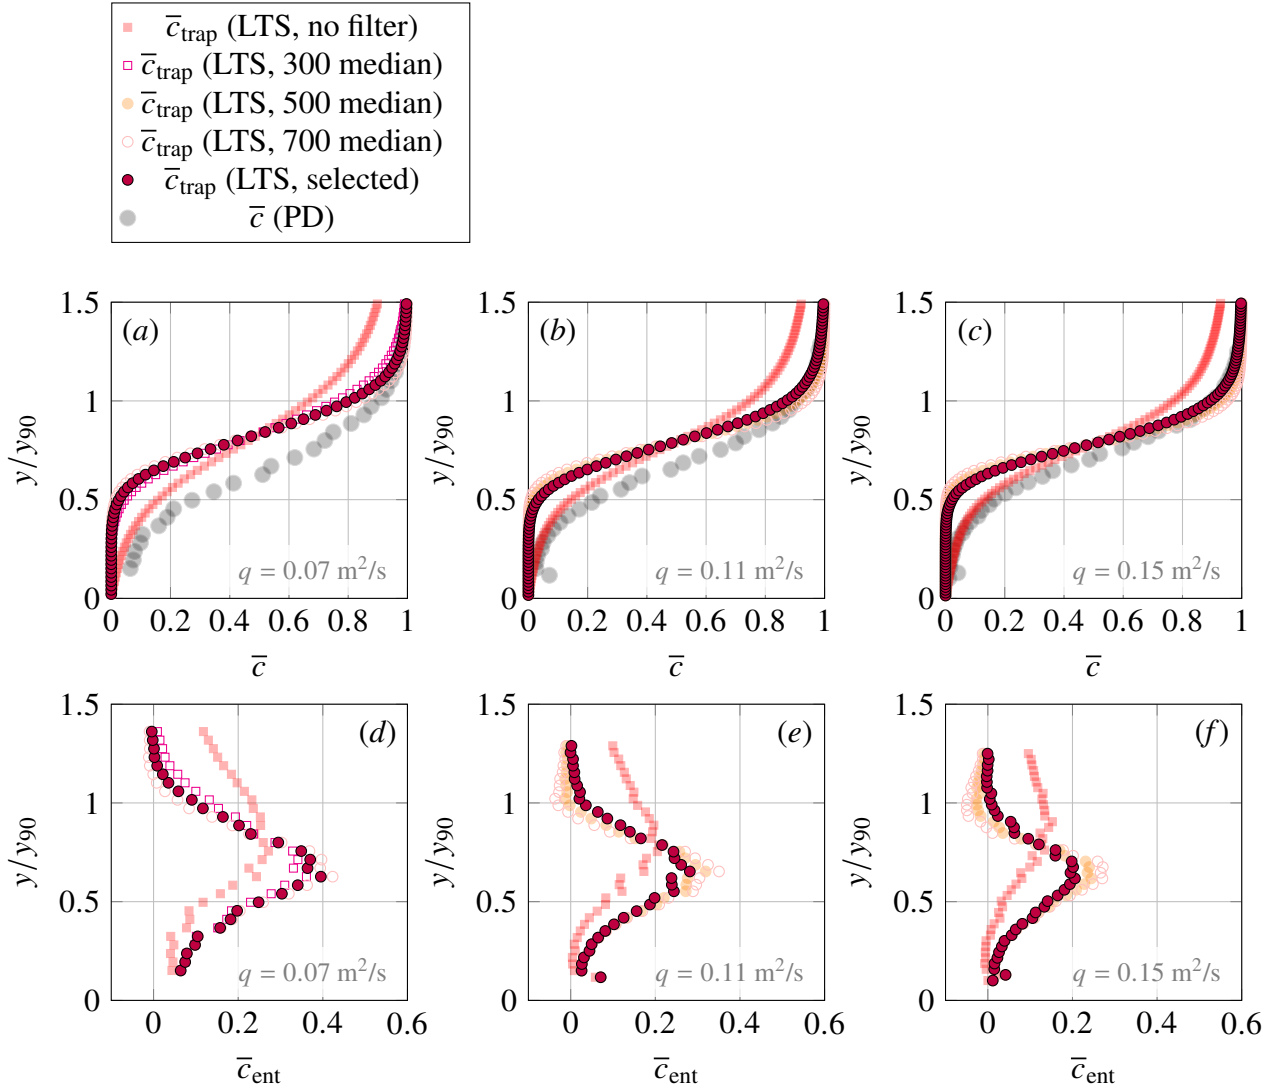 c̅trap (LTS, no filter)
c̅trap (LTS, 300 median)
c̅trap (LTS, 500 median)
c̅trap (LTS, 700 median)
c̅trap (LTS, selected)
c̅ (PD)
1.5 1.5 1.5
(a) (b) (c)
1 1 1
y/y90 y/y90 y/y90
0.5 0.5 0.5
q = 0.07 m²/s q = 0.11 m²/s q = 0.15 m²/s
0 0 0
0 0.2 0.4 0.6 0.8 1 0 0.2 0.4 0.6 0.8 1 0 0.2 0.4 0.6 0.8 1
c̅ c̅ c̅
1.5 1.5 1.5
(d) (e) (f)
1 1 1
y/y90 y/y90 y/y90
0.5 0.5 0.5
q = 0.07 m²/s q = 0.11 m²/s q = 0.15 m²/s
0 0 0
0 0.2 0.4 0.6 0 0.2 0.4 0.6 0 0.2 0.4 0.6
c̅ent c̅ent c̅ent